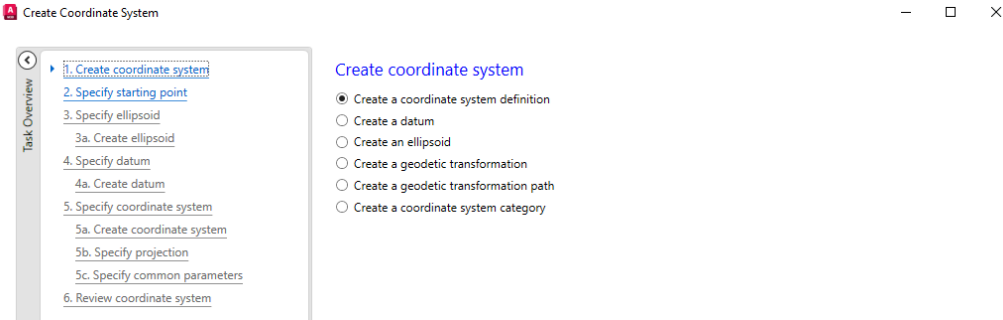 Create Coordinate System
Task Overview
1. Create coordinate system
2. Specify starting point
3. Specify ellipsoid
3a. Create ellipsoid
4. Specify datum
4a. Create datum
5. Specify coordinate system
5a. Create coordinate system
5b. Specify projection
5c. Specify common parameters
6. Review coordinate system
Create coordinate system
Create a coordinate system definition
Create a datum
Create an ellipsoid
Create a geodetic transformation
Create a geodetic transformation path
Create a coordinate system category